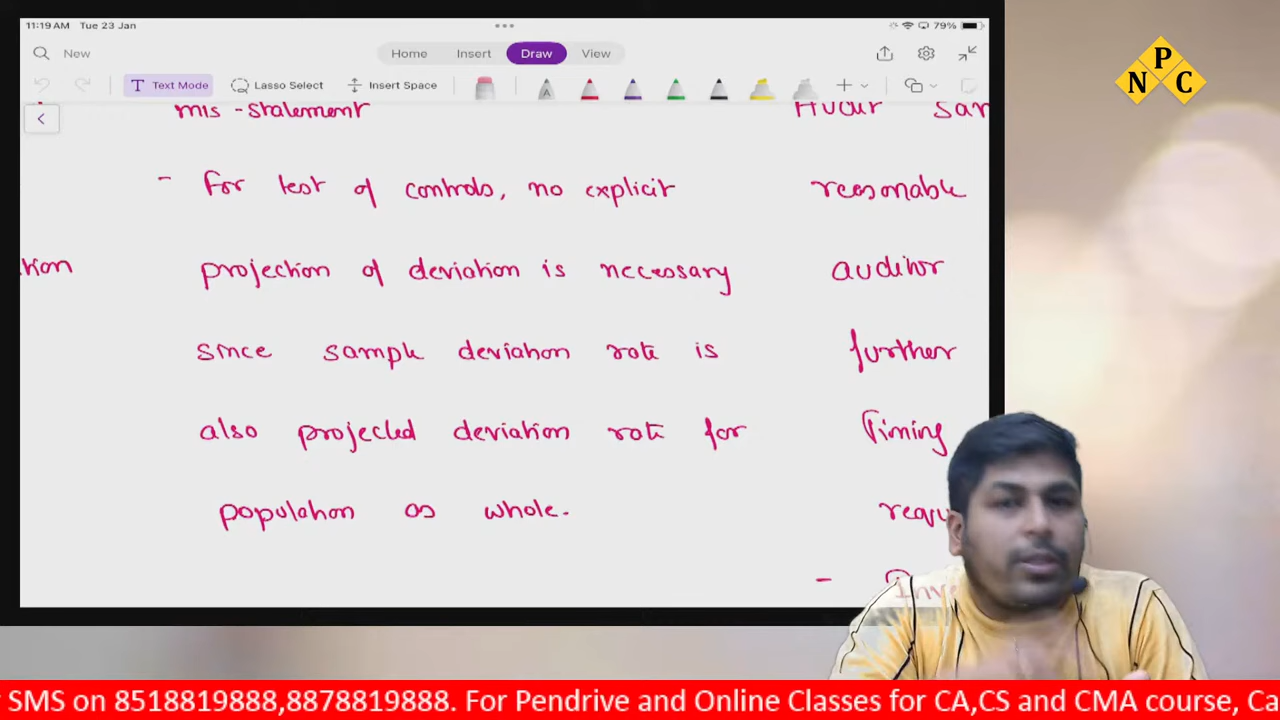 11:19 AM Tue 23 Jan
79%
New
Home Insert Draw View
Text Mode Lasso Select Insert Space
N P C
mis-statement
- For test of controls, no explicit
projection of deviation is necessary
since sample deviation rate is
also projected deviation rate for
population as whole.
reasonable
auditor
further
Timing
SMS on 8518819888,8878819888. For Pendrive and Online Classes for CA,CS and CMA course, Ca